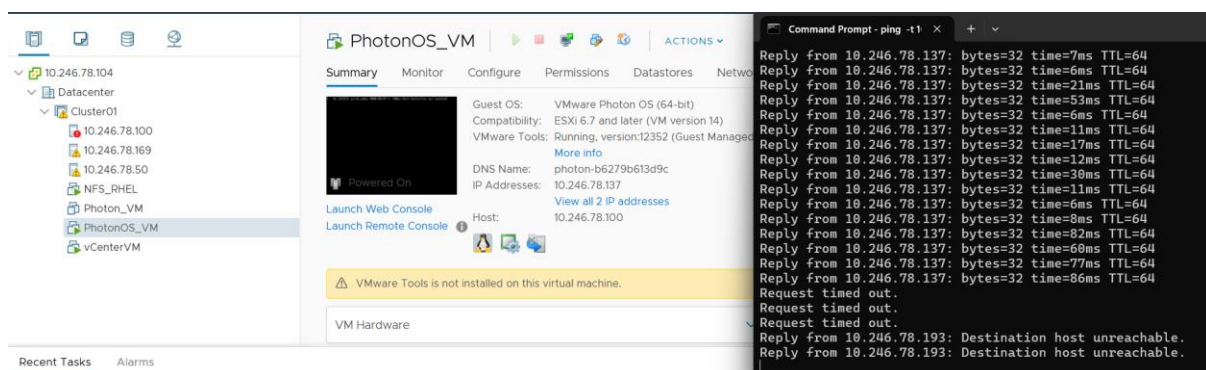 PhotonOS_VM
ACTIONS
10.246.78.104
Datacenter
Cluster01
10.246.78.100
10.246.78.169
10.246.78.50
NFS_RHEL
Photon_VM
PhotonOS_VM
vCenterVM
Summary Monitor Configure Permissions Datastores Netwo
Powered On
Launch Web Console
Launch Remote Console
Guest OS: VMware Photon OS (64-bit)
Compatibility: ESXi 6.7 and later (VM version 14)
VMware Tools: Running, version:12352 (Guest Managed
More info
DNS Name: photon-b6279b613d9c
IP Addresses: 10.246.78.137
View all 2 IP addresses
Host: 10.246.78.100
VMware Tools is not installed on this virtual machine.
VM Hardware
Recent Tasks Alarms
Command Prompt - ping -t 1
Reply from 10.246.78.137: bytes=32 time=7ms TTL=64
Reply from 10.246.78.137: bytes=32 time=6ms TTL=64
Reply from 10.246.78.137: bytes=32 time=21ms TTL=64
Reply from 10.246.78.137: bytes=32 time=53ms TTL=64
Reply from 10.246.78.137: bytes=32 time=6ms TTL=64
Reply from 10.246.78.137: bytes=32 time=11ms TTL=64
Reply from 10.246.78.137: bytes=32 time=17ms TTL=64
Reply from 10.246.78.137: bytes=32 time=12ms TTL=64
Reply from 10.246.78.137: bytes=32 time=30ms TTL=64
Reply from 10.246.78.137: bytes=32 time=11ms TTL=64
Reply from 10.246.78.137: bytes=32 time=6ms TTL=64
Reply from 10.246.78.137: bytes=32 time=8ms TTL=64
Reply from 10.246.78.137: bytes=32 time=82ms TTL=64
Reply from 10.246.78.137: bytes=32 time=60ms TTL=64
Reply from 10.246.78.137: bytes=32 time=77ms TTL=64
Reply from 10.246.78.137: bytes=32 time=86ms TTL=64
Request timed out.
Request timed out.
Request timed out.
Reply from 10.246.78.193: Destination host unreachable.
Reply from 10.246.78.193: Destination host unreachable.